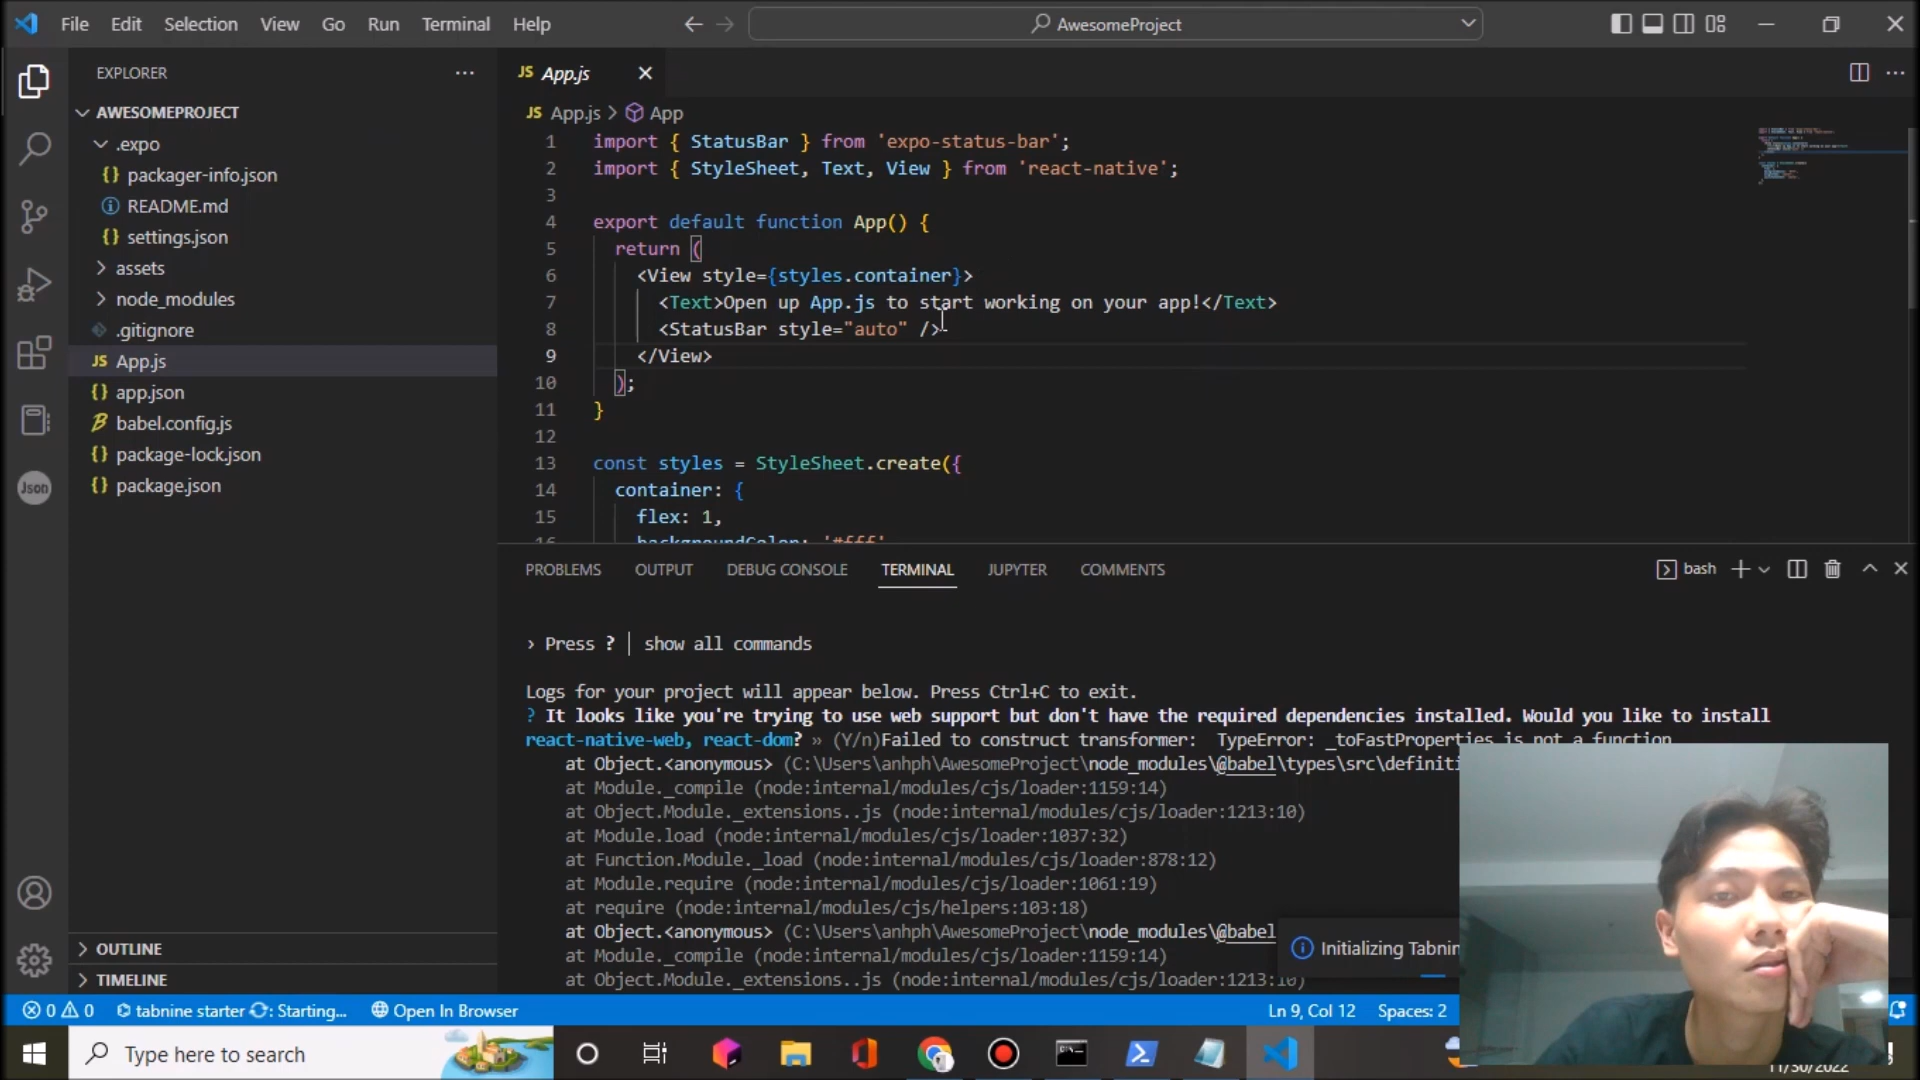 File Edit Selection View Go Run Terminal Help
AwesomeProject
EXPLORER
AWESOMEPROJECT
.expo
packager-info.json
README.md
settings.json
assets
node_modules
.gitignore
App.js
app.json
babel.config.js
package-lock.json
package.json
OUTLINE
TIMELINE
JS App.js
JS App.js > App
1 import { StatusBar } from 'expo-status-bar';
2 import { StyleSheet, Text, View } from 'react-native';
3
4 export default function App() {
5 return (
6 <View style={styles.container}>
7 <Text>Open up App.js to start working on your app!</Text>
8 <StatusBar style="auto" />
9 </View>
10 );
11 }
12
13 const styles = StyleSheet.create({
14 container: {
15 flex: 1,
16 backgroundColor: '#fff',
PROBLEMS OUTPUT DEBUG CONSOLE TERMINAL JUPYTER COMMENTS
bash
› Press ? | show all commands
Logs for your project will appear below. Press Ctrl+C to exit.
? It looks like you're trying to use web support but don't have the required dependencies installed. Would you like to install
react-native-web, react-dom? » (Y/n)Failed to construct transformer: TypeError: _toFastProperties is not a function
at Object.<anonymous> (C:\Users\anhph\AwesomeProject\node_modules\@babel\types\src\definiti
at Module._compile (node:internal/modules/cjs/loader:1159:14)
at Object.Module._extensions..js (node:internal/modules/cjs/loader:1213:10)
at Module.load (node:internal/modules/cjs/loader:1037:32)
at Function.Module._load (node:internal/modules/cjs/loader:878:12)
at Module.require (node:internal/modules/cjs/loader:1061:19)
at require (node:internal/modules/cjs/helpers:103:18)
at Object.<anonymous> (C:\Users\anhph\AwesomeProject\node_modules\@babel
at Module._compile (node:internal/modules/cjs/loader:1159:14)
at Object.Module._extensions..js (node:internal/modules/cjs/loader:1213:10)
Initializing Tabnin
Json
0 0 tabnine starter : Starting... Open In Browser
Ln 9, Col 12 Spaces: 2
Type here to search
11/30/2022